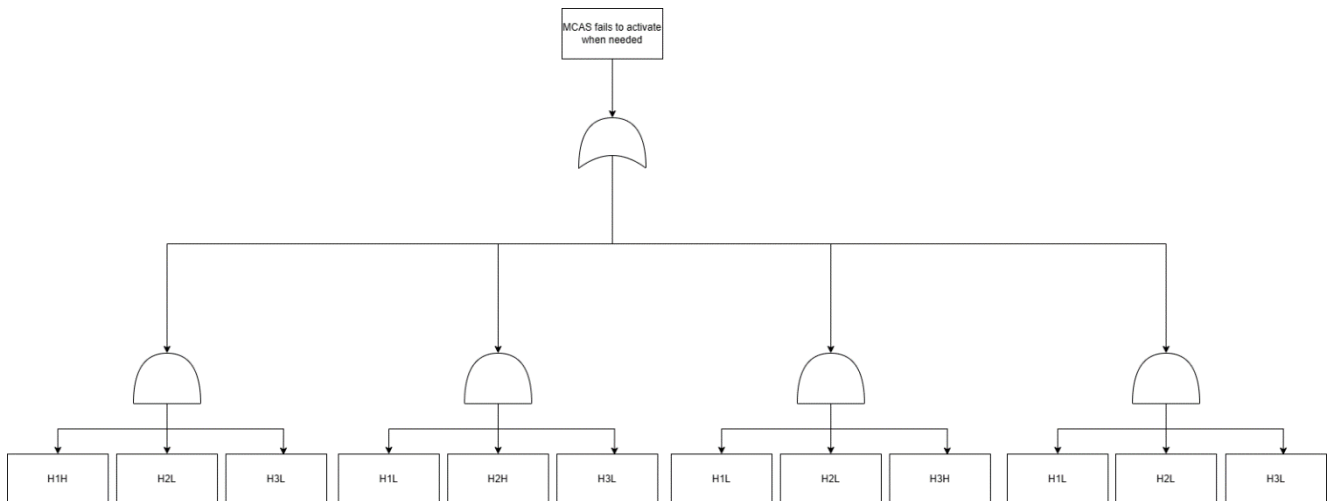 MCAS fails to activate
when needed
H1H
H2L
H3L
H1L
H2H
H3L
H1L
H2L
H3H
H1L
H2L
H3L